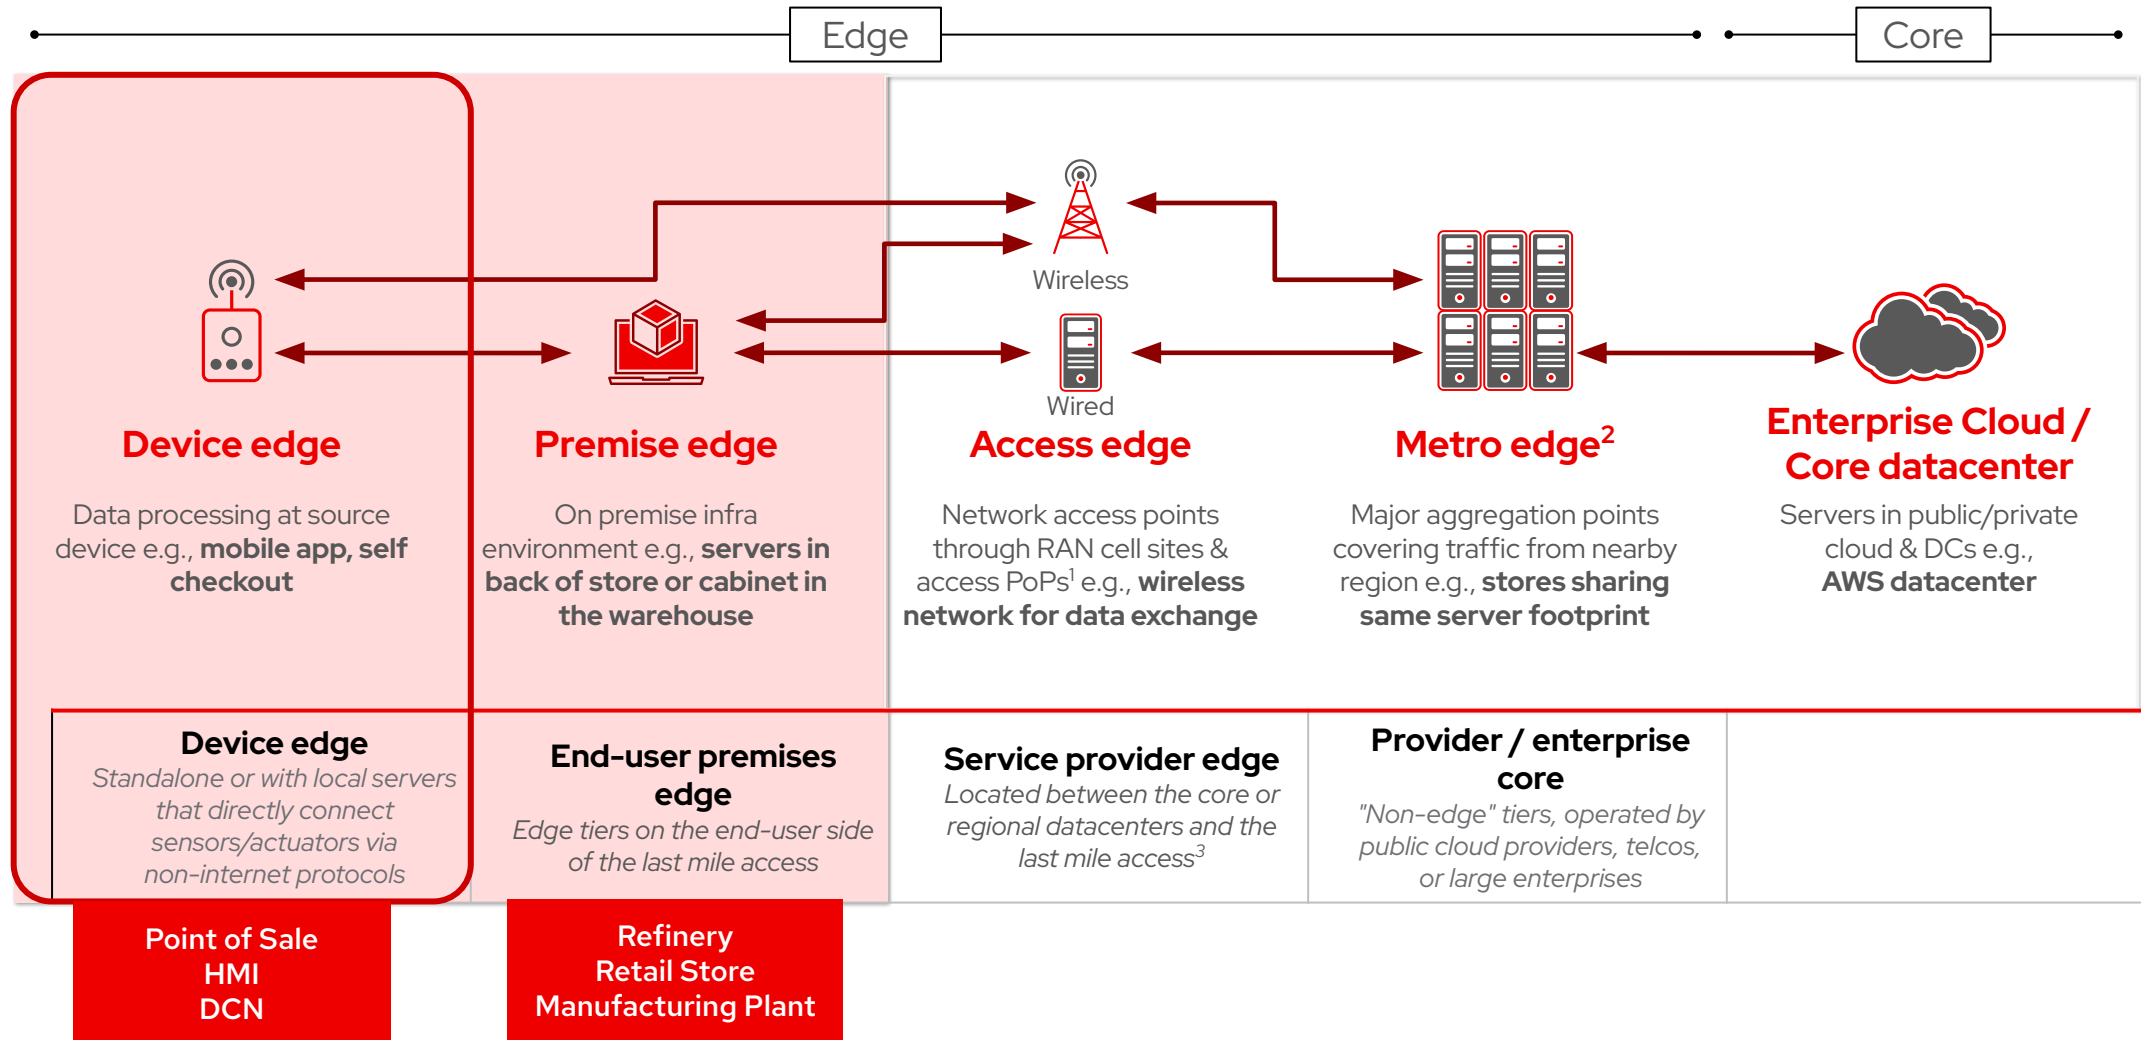 Edge
Core
Wireless
Wired
Device edge
Data processing at source
device e.g., mobile app, self
checkout
Premise edge
On premise infra
environment e.g., servers in
back of store or cabinet in
the warehouse
Access edge
Network access points
through RAN cell sites &
access PoPs¹ e.g., wireless
network for data exchange
Metro edge²
Major aggregation points
covering traffic from nearby
region e.g., stores sharing
same server footprint
Enterprise Cloud /
Core datacenter
Servers in public/private
cloud & DCs e.g.,
AWS datacenter
Device edge
Standalone or with local servers
that directly connect
sensors/actuators via
non-internet protocols
End-user premises
edge
Edge tiers on the end-user side
of the last mile access
Service provider edge
Located between the core or
regional datacenters and the
last mile access³
Provider / enterprise
core
"Non-edge" tiers, operated by
public cloud providers, telcos,
or large enterprises
Point of Sale
HMI
DCN
Refinery
Retail Store
Manufacturing Plant